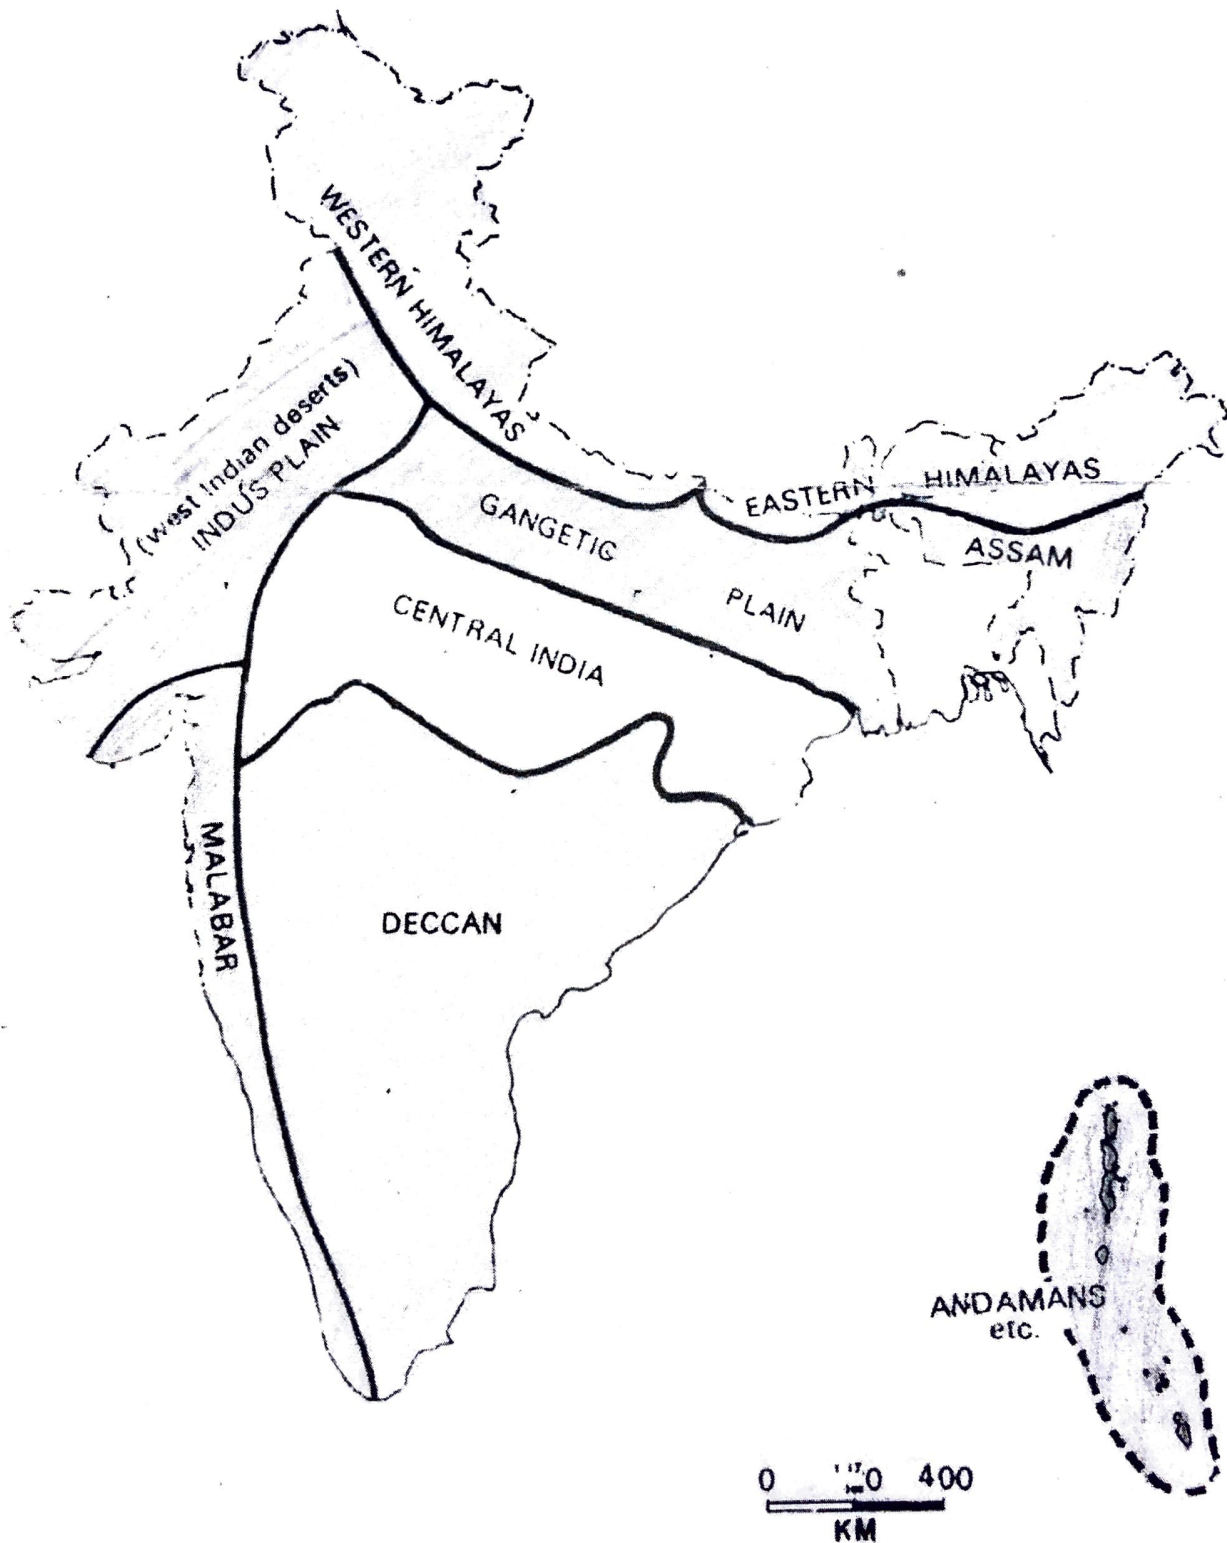 WESTERN HIMALAYAS
(west Indian deserts)
INDUS PLAIN
GANGETIC
PLAIN
EASTERN HIMALAYAS
ASSAM
CENTRAL INDIA
MALABAR
DECCAN
ANDAMANS
etc.
0 400
KM